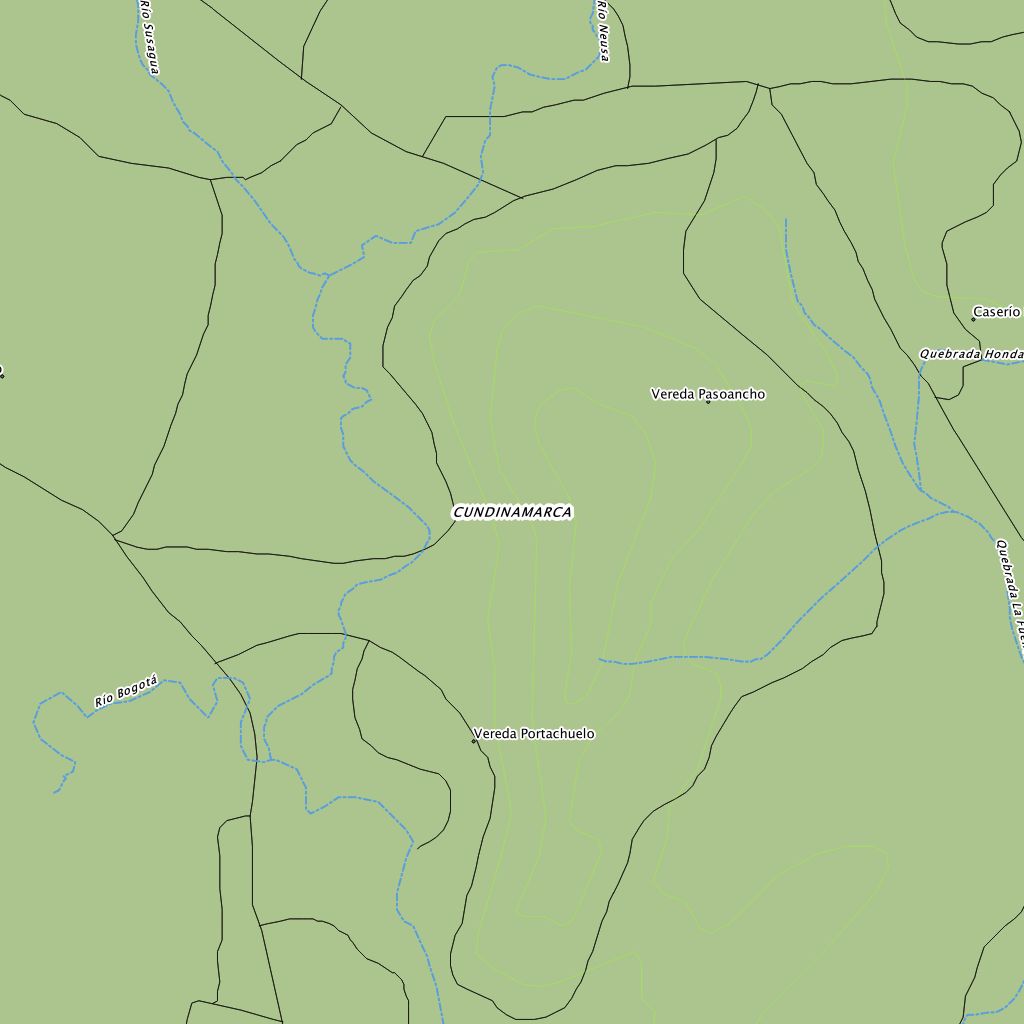 Río Susagua
Río Neusa
Caserío
Quebrada Honda
Vereda Pasoancho
CUNDINAMARCA
Quebrada La
Río Bogotá
Vereda Portachuelo